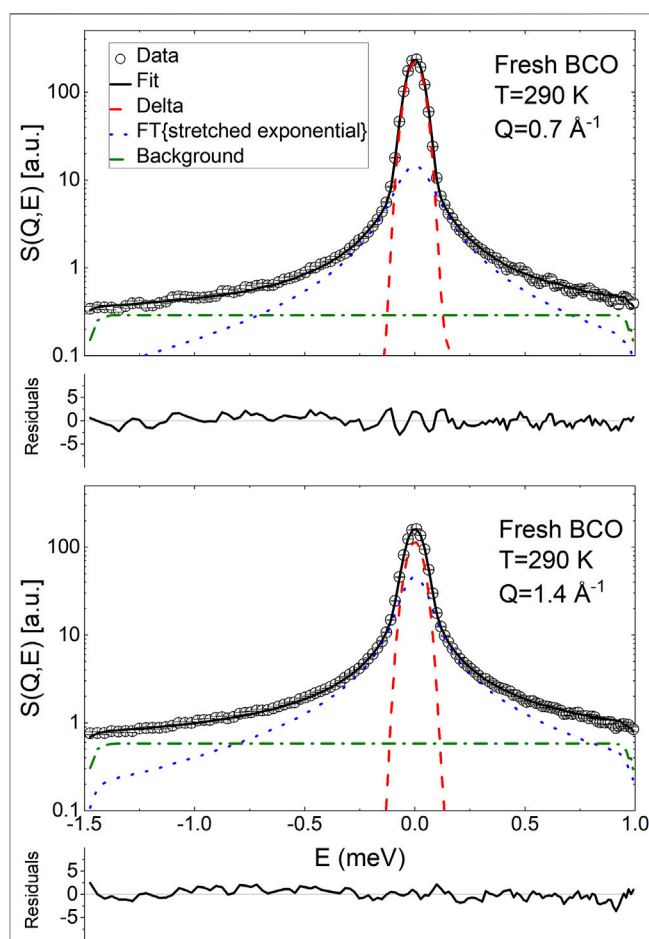 Data
Fit
Delta
FT{stretched exponential}
Background
Fresh BCO
T=290 K
Q=0.7 Å-1
S(Q,E) [a.u.]
100
10
1
0.1
Residuals
5
0
-5
Fresh BCO
T=290 K
Q=1.4 Å-1
S(Q,E) [a.u.]
100
10
1
0.1
-1.5 -1.0 -0.5 0.0 0.5 1.0
E (meV)
Residuals
5
0
-5